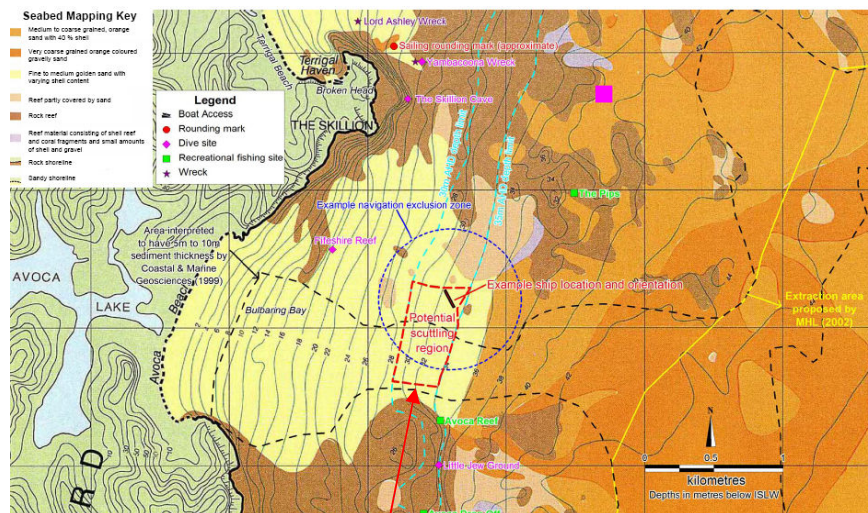 Seabed Mapping Key
Medium to coarse grained, orange
sand with 40 % shell
Very coarse grained orange coloured
gravelly sand
Fine to medium golden sand with
varying shell content
Reef partly covered by sand
Rock reef
Reef material consisting of shell reef
and coral fragments and small amounts
of shell and gravel
Rock shoreline
Sandy shoreline
Legend
Boat Access
Rounding mark
Dive site
Recreational fishing site
Wreck
Lord Ashley Wreck
Sailing rounding mark (approximate)
Yambacoona Wreck
Terrigal Beach
Terrigal
Haven
Broken Head
The Skillion Cave
THE SKILLION
The Pips
Example navigation exclusion zone
Area interpreted
to have 5m to 10m
sediment thickness by
Coastal & Marine
Geosciences (1999)
Fifeshire Reef
AVOCA
LAKE
Avoca Beach
Bulbararing Bay
Example ship location and orientation
Potential
scuttling
region
Extraction area
proposed by
MHL (2002)
Avoca Reef
Little Jew Ground
R D
N
0 0.5 1
kilometres
Depths in metres below ISLW